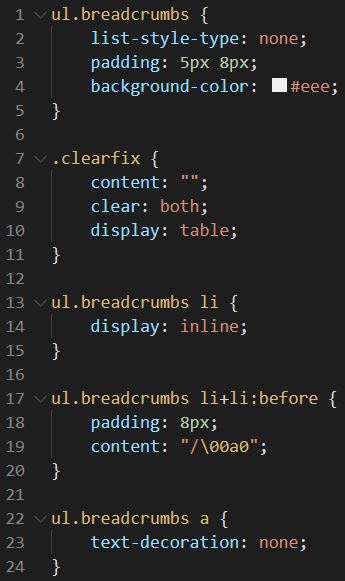 1 ul.breadcrumbs {
2     list-style-type: none;
3     padding: 5px 8px;
4     background-color: #eee;
5 }
6
7 .clearfix {
8     content: "";
9     clear: both;
10     display: table;
11 }
12
13 ul.breadcrumbs li {
14     display: inline;
15 }
16
17 ul.breadcrumbs li+li:before {
18     padding: 8px;
19     content: "/\00a0";
20 }
21
22 ul.breadcrumbs a {
23     text-decoration: none;
24 }